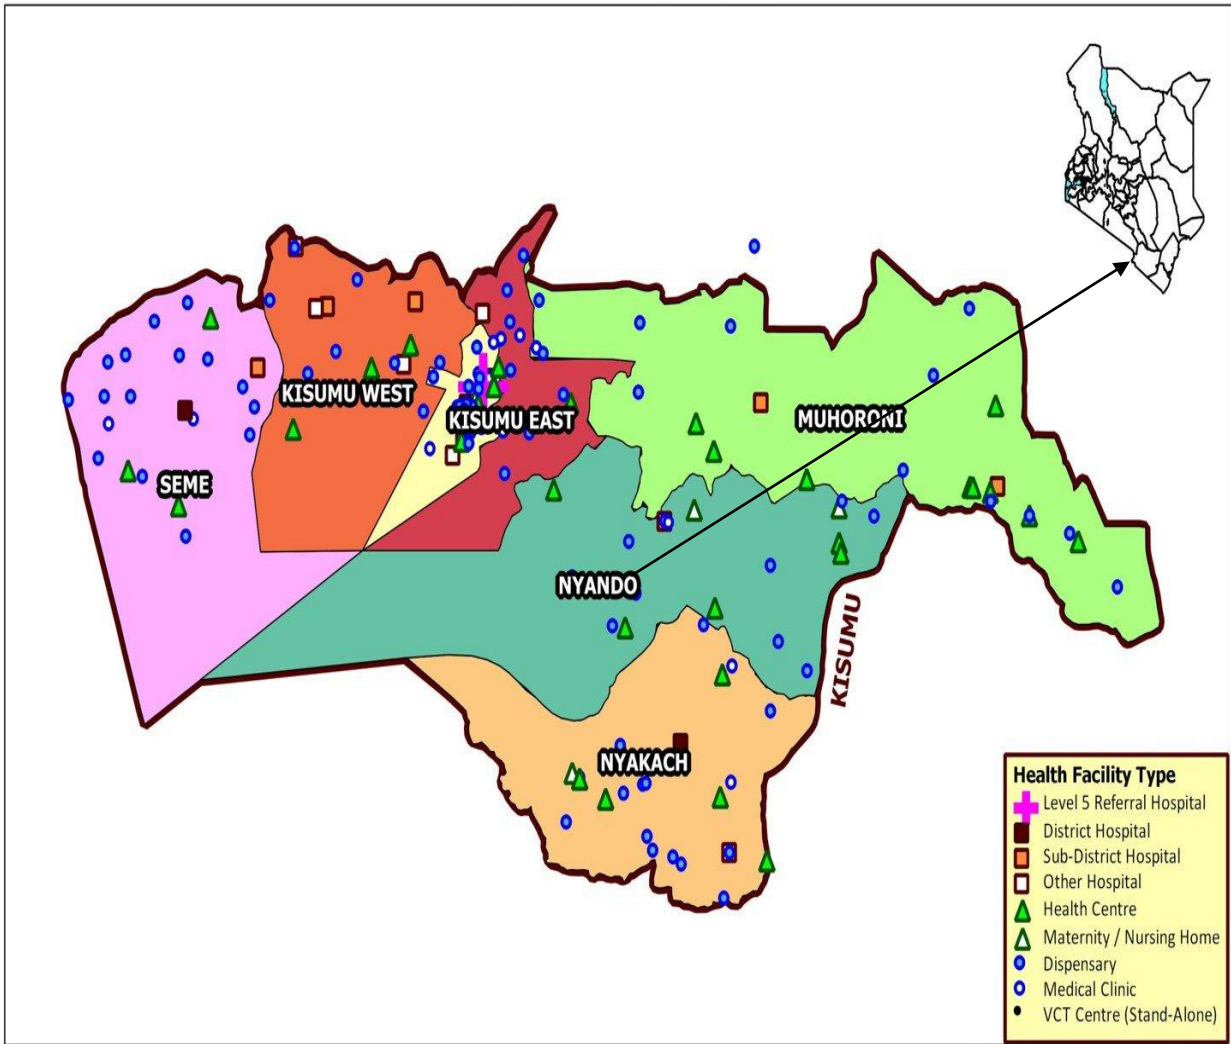 KISUMU WEST
KISUMU EAST
MUHORONI
SEME
NYANDO
KISUMU
NYAKACH
Health Facility Type
Level 5 Referral Hospital
District Hospital
Sub-District Hospital
Other Hospital
Health Centre
Maternity / Nursing Home
Dispensary
Medical Clinic
VCT Centre (Stand-Alone)